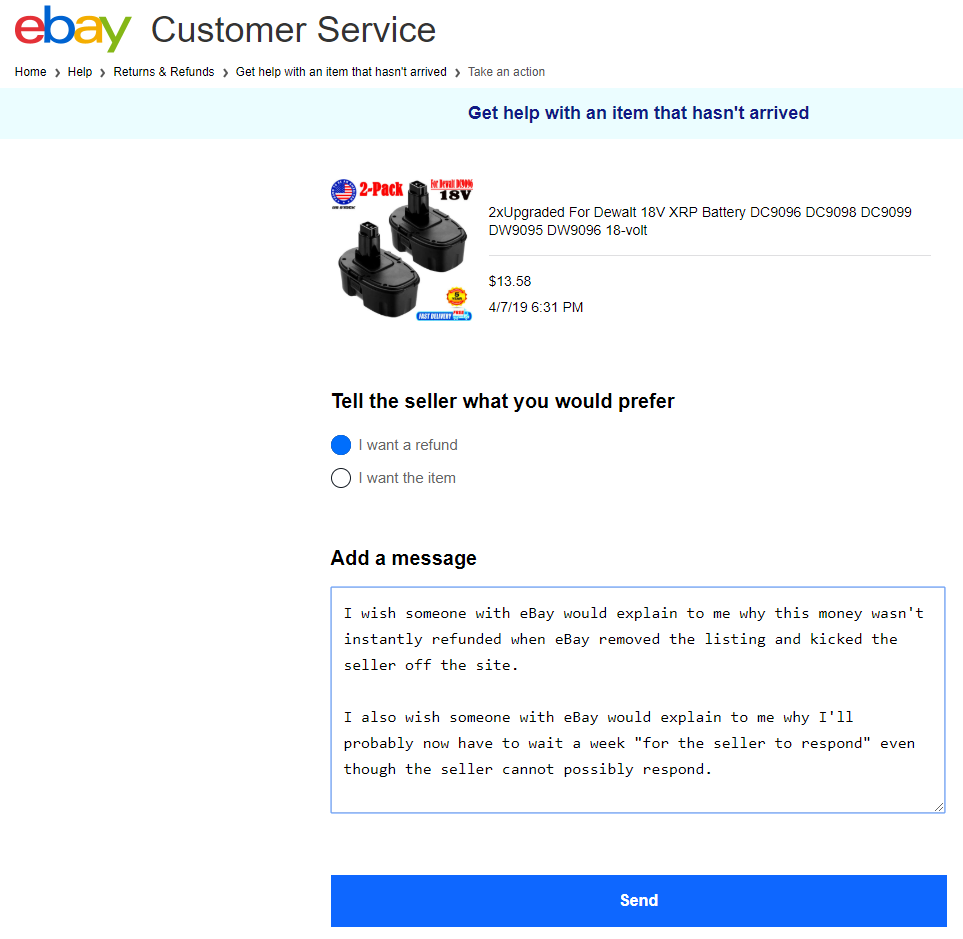 ebay Customer Service
Home > Help > Returns & Refunds > Get help with an item that hasn't arrived > Take an action
Get help with an item that hasn't arrived
2-Pack
For Dewalt DC9096
18V
5
YEARS
FAST DELIVERY
FREE
2xUpgraded For Dewalt 18V XRP Battery DC9096 DC9098 DC9099
DW9095 DW9096 18-volt
$13.58
4/7/19 6:31 PM
Tell the seller what you would prefer
I want a refund
I want the item
Add a message
I wish someone with eBay would explain to me why this money wasn't
instantly refunded when eBay removed the listing and kicked the
seller off the site.
I also wish someone with eBay would explain to me why I'll
probably now have to wait a week "for the seller to respond" even
though the seller cannot possibly respond.
Send